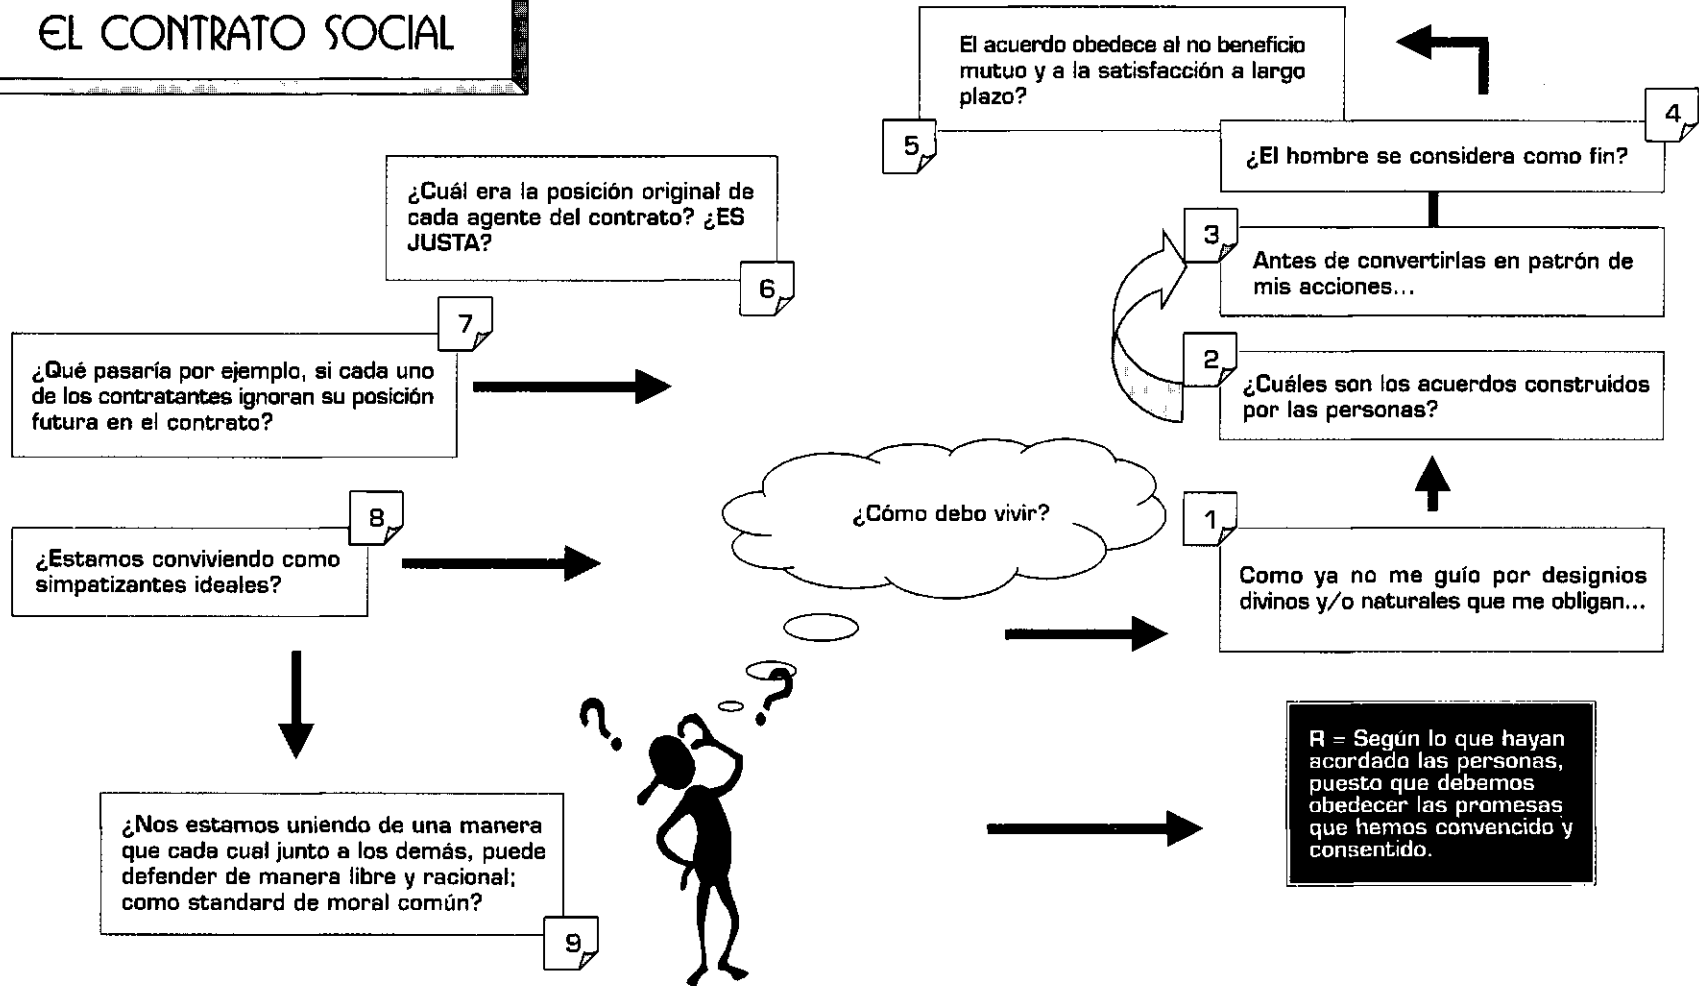 EL CONTRATO SOCIAL
El acuerdo obedece al no beneficio
mutuo y a la satisfacción a largo
plazo?
5
4
¿El hombre se considera como fin?
¿Cuál era la posición original de
cada agente del contrato? ¿ES
JUSTA?
6
3
Antes de convertirlas en patrón de
mis acciones...
7
¿Qué pasaría por ejemplo, si cada uno
de los contratantes ignoran su posición
futura en el contrato?
2
¿Cuáles son los acuerdos construidos
por las personas?
8
¿Estamos conviviendo como
simpatizantes ideales?
¿Cómo debo vivir?
1
Como ya no me guío por designios
divinos y/o naturales que me obligan...
? ?
R = Según lo que hayan
acordado las personas,
puesto que debemos
obedecer las promesas
que hemos convencido y
consentido.
¿Nos estamos uniendo de una manera
que cada cual junto a los demás, puede
defender de manera libre y racional;
como standard de moral común?
9